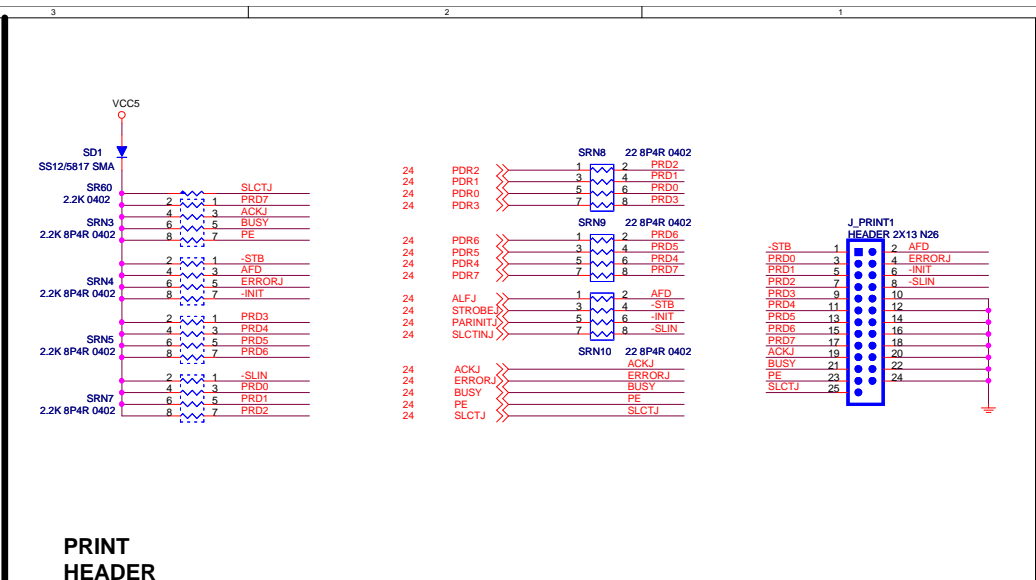 3 2 1
VCC5
SD1
SS12/5817 SMA
SR60
2.2K 0402
SLCTJ
2 1 PRD7
4 3 ACKJ
SRN3
6 5 BUSY
2.2K 8P4R 0402
8 7 PE
2 1 -STB
4 3 AFD
SRN4
6 5 ERRORJ
2.2K 8P4R 0402
8 7 -INIT
2 1 PRD3
4 3 PRD4
SRN5
6 5 PRD5
2.2K 8P4R 0402
8 7 PRD6
2 1 -SLIN
4 3 PRD0
SRN7
6 5 PRD1
2.2K 8P4R 0402
8 7 PRD2
SRN8 22 8P4R 0402
24 PDR2 1 2 PRD2
24 PDR1 3 4 PRD1
24 PDR0 5 6 PRD0
24 PDR3 7 8 PRD3
SRN9 22 8P4R 0402
24 PDR6 1 2 PRD6
24 PDR5 3 4 PRD5
24 PDR4 5 6 PRD4
24 PDR7 7 8 PRD7
24 ALFJ 1 2 AFD
24 STROBEJ 3 4 -STB
24 PARINITJ 5 6 -INIT
24 SLCTINJ 7 8 -SLIN
SRN10 22 8P4R 0402
24 ACKJ ACKJ
24 ERRORJ ERRORJ
24 BUSY BUSY
24 PE PE
24 SLCTJ SLCTJ
J_PRINT1
HEADER 2X13 N26
-STB 1 2 AFD
PRD0 3 4 ERRORJ
PRD1 5 6 -INIT
PRD2 7 8 -SLIN
PRD3 9 10
PRD4 11 12
PRD5 13 14
PRD6 15 16
PRD7 17 18
ACKJ 19 20
BUSY 21 22
PE 23 24
SLCTJ 25
PRINT
HEADER